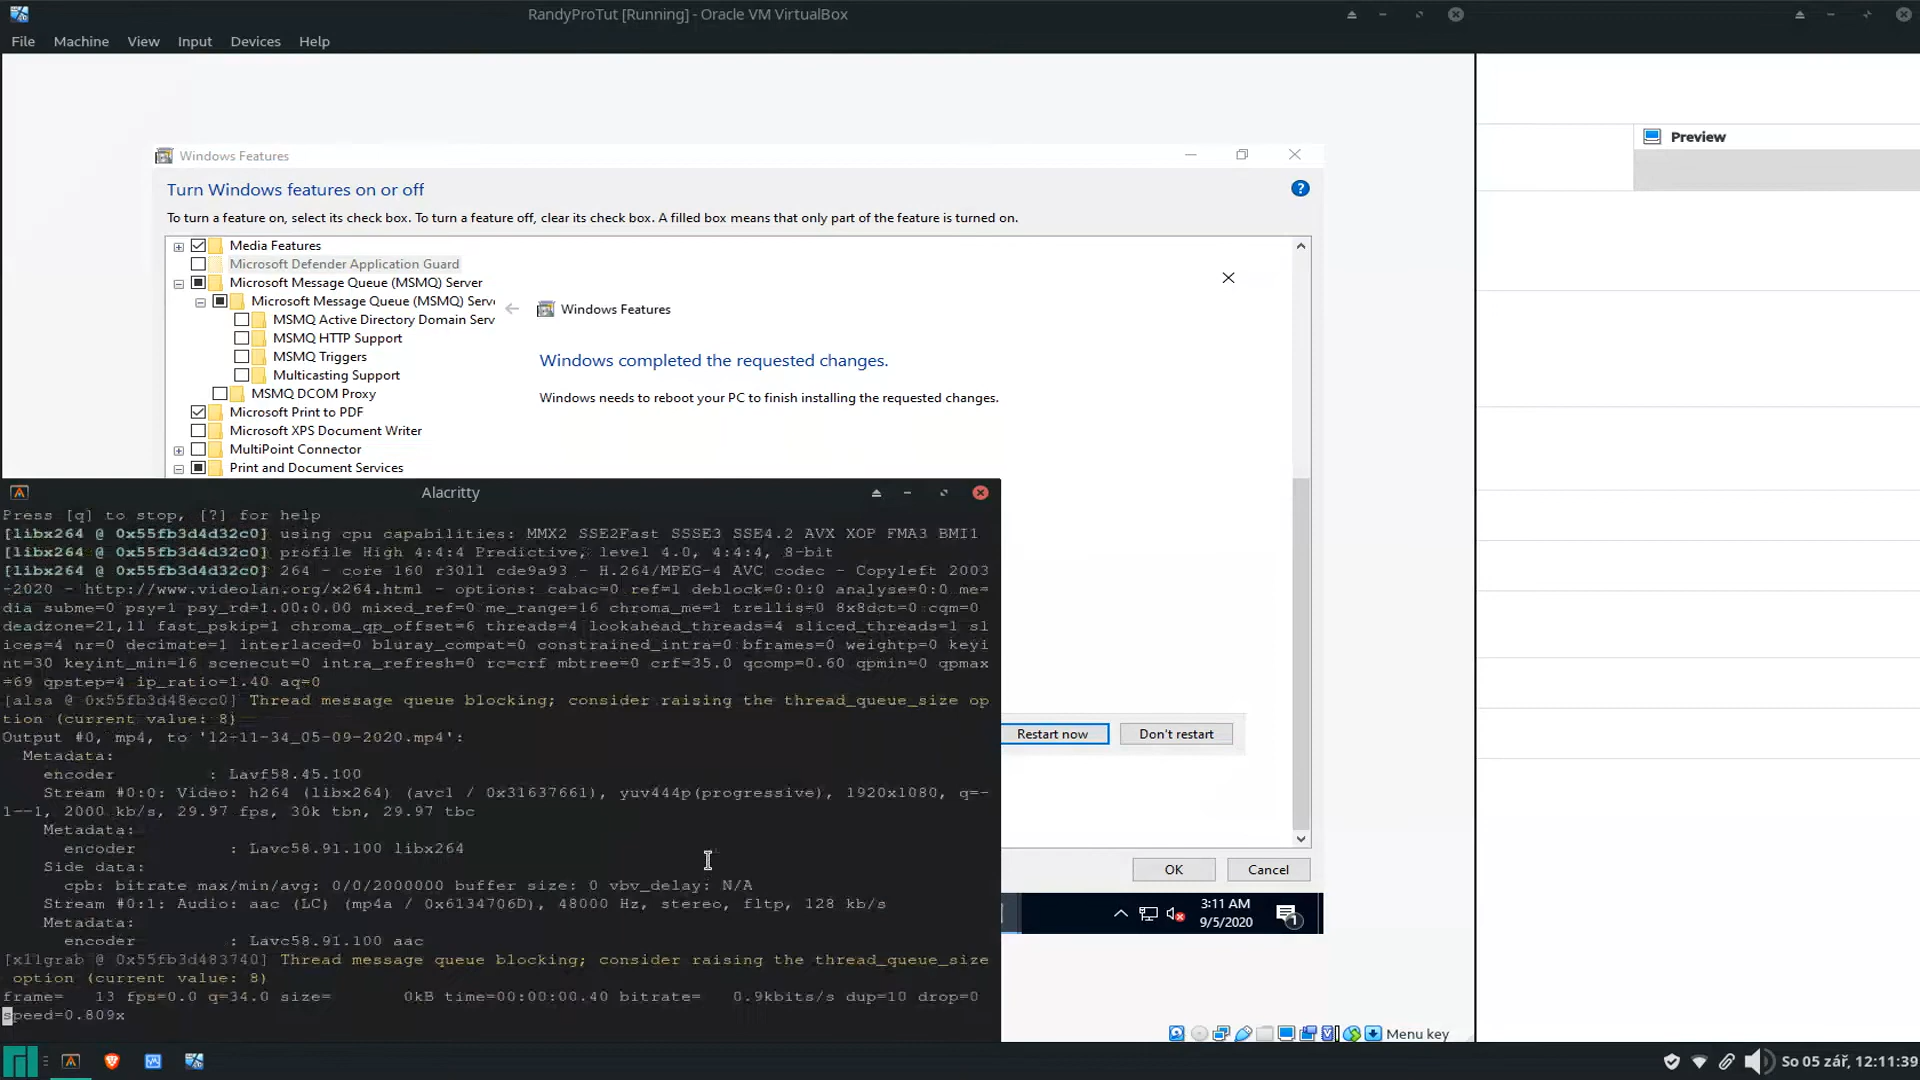 RandyProTut [Running] - Oracle VM VirtualBox
File Machine View Input Devices Help
Preview
Windows Features
Turn Windows features on or off
To turn a feature on, select its check box. To turn a feature off, clear its check box. A filled box means that only part of the feature is turned on.
Media Features
Microsoft Defender Application Guard
Microsoft Message Queue (MSMQ) Server
Microsoft Message Queue (MSMQ) Serve
MSMQ Active Directory Domain Serv
MSMQ HTTP Support
MSMQ Triggers
Multicasting Support
MSMQ DCOM Proxy
Microsoft Print to PDF
Microsoft XPS Document Writer
MultiPoint Connector
Print and Document Services
Windows Features
Windows completed the requested changes.
Windows needs to reboot your PC to finish installing the requested changes.
Restart now Don't restart
OK Cancel
3:11 AM
9/5/2020
1
Alacritty
Press [q] to stop, [?] for help
[libx264 @ 0x55fb3d4d32c0] using cpu capabilities: MMX2 SSE2Fast SSSE3 SSE4.2 AVX XOP FMA3 BMI1
[libx264 @ 0x55fb3d4d32c0] profile High 4:4:4 Predictive, level 4.0, 4:4:4, 8-bit
[libx264 @ 0x55fb3d4d32c0] 264 - core 160 r3011 cde9a93 - H.264/MPEG-4 AVC codec - Copyleft 2003
-2020 - http://www.videolan.org/x264.html - options: cabac=0 ref=1 deblock=0:0:0 analyse=0:0 me=
dia subme=0 psy=1 psy_rd=1.00:0.00 mixed_ref=0 me_range=16 chroma_me=1 trellis=0 8x8dct=0 cqm=0
deadzone=21,11 fast_pskip=1 chroma_qp_offset=6 threads=4 lookahead_threads=4 sliced_threads=1 sl
ices=4 nr=0 decimate=1 interlaced=0 bluray_compat=0 constrained_intra=0 bframes=0 weightp=0 keyi
nt=30 keyint_min=16 scenecut=0 intra_refresh=0 rc=crf mbtree=0 crf=35.0 qcomp=0.60 qpmin=0 qpmax
=69 qpstep=4 ip_ratio=1.40 aq=0
[alsa @ 0x55fb3d48ecc0] Thread message queue blocking; consider raising the thread_queue_size op
tion (current value: 8)
Output #0, mp4, to '12-11-34_05-09-2020.mp4':
Metadata:
encoder : Lavf58.45.100
Stream #0:0: Video: h264 (libx264) (avc1 / 0x31637661), yuv444p(progressive), 1920x1080, q=-
1--1, 2000 kb/s, 29.97 fps, 30k tbn, 29.97 tbc
Metadata:
encoder : Lavc58.91.100 libx264
Side data:
cpb: bitrate max/min/avg: 0/0/2000000 buffer size: 0 vbv_delay: N/A
Stream #0:1: Audio: aac (LC) (mp4a / 0x6134706D), 48000 Hz, stereo, fltp, 128 kb/s
Metadata:
encoder : Lavc58.91.100 aac
[x11grab @ 0x55fb3d483740] Thread message queue blocking; consider raising the thread_queue_size
option (current value: 8)
frame= 13 fps=0.0 q=34.0 size= 0kB time=00:00:00.40 bitrate= 0.9kbits/s dup=10 drop=0
speed=0.809x
Menu key
So 05 zář, 12:11:39